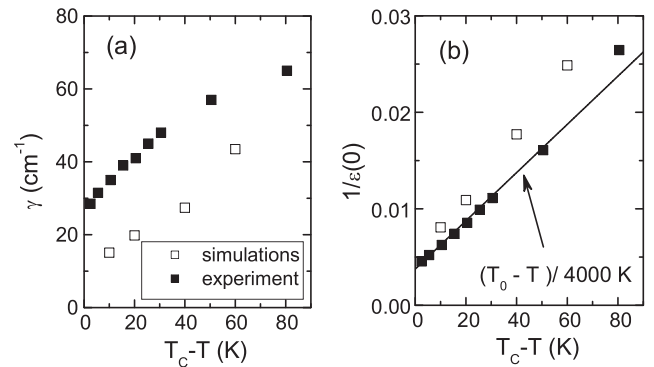 (a)
80
60
40
20
0
γ (cm⁻¹)
0 20 40 60 80
T_C-T (K)
□ simulations
■ experiment
(b)
0.03
0.02
0.01
0.00
1/ε(0)
0 20 40 60 80
T_C-T (K)
(T_0 - T )/ 4000 K